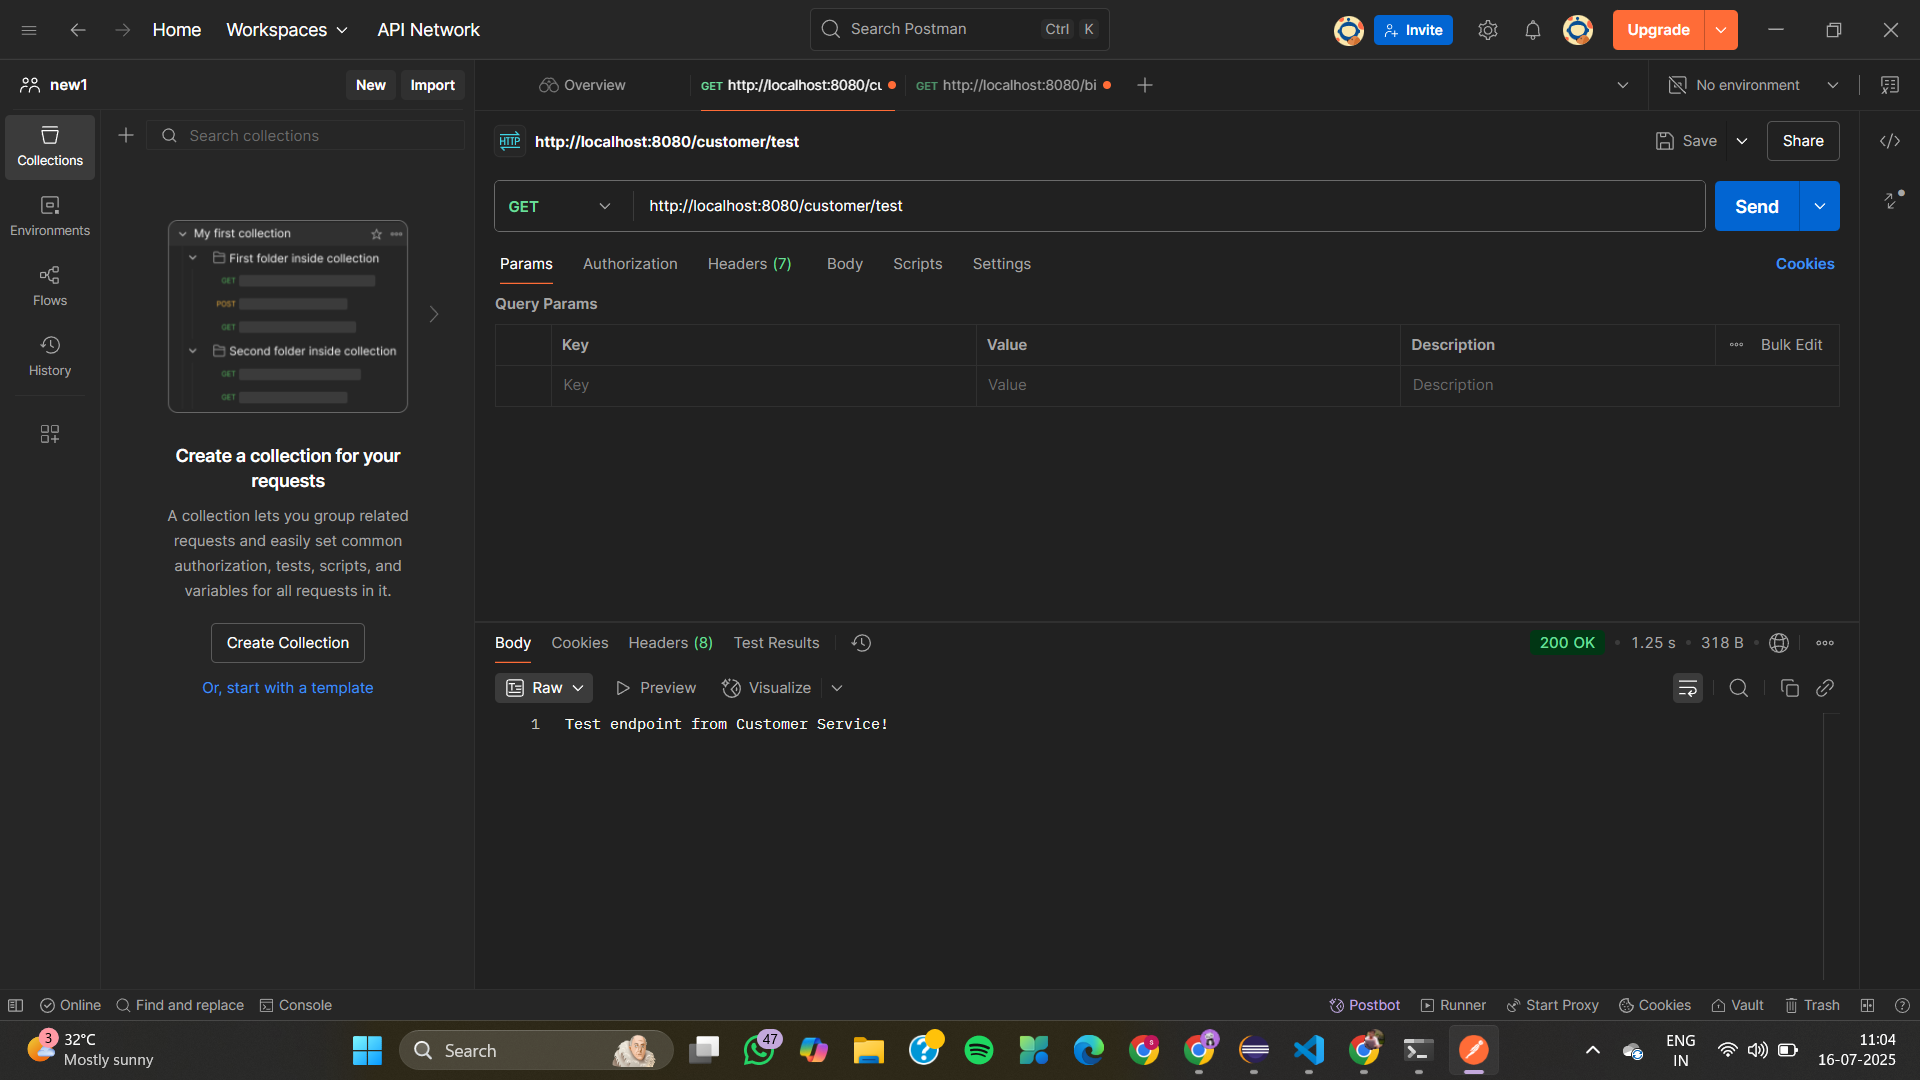 Home
Workspaces
API Network
Search Postman
Ctrl
K
Invite
Upgrade
new1
New
Import
Overview
GET http://localhost:8080/cu
GET http://localhost:8080/bi
No environment
Search collections
Collections
Environments
Flows
History
My first collection
First folder inside collection
GET
POST
GET
Second folder inside collection
GET
GET
Create a collection for your
requests
A collection lets you group related
requests and easily set common
authorization, tests, scripts, and
variables for all requests in it.
Create Collection
Or, start with a template
HTTP http://localhost:8080/customer/test
Save
Share
GET
http://localhost:8080/customer/test
Send
Params
Authorization
Headers (7)
Body
Scripts
Settings
Cookies
Query Params
Key
Value
Description
Bulk Edit
Key
Value
Description
Body
Cookies
Headers (8)
Test Results
200 OK
1.25 s
318 B
Raw
Preview
Visualize
1
Test endpoint from Customer Service!
Online
Find and replace
Console
Postbot
Runner
Start Proxy
Cookies
Vault
Trash
3
32°C
Mostly sunny
Search
47
s
ENG
IN
11:04
16-07-2025